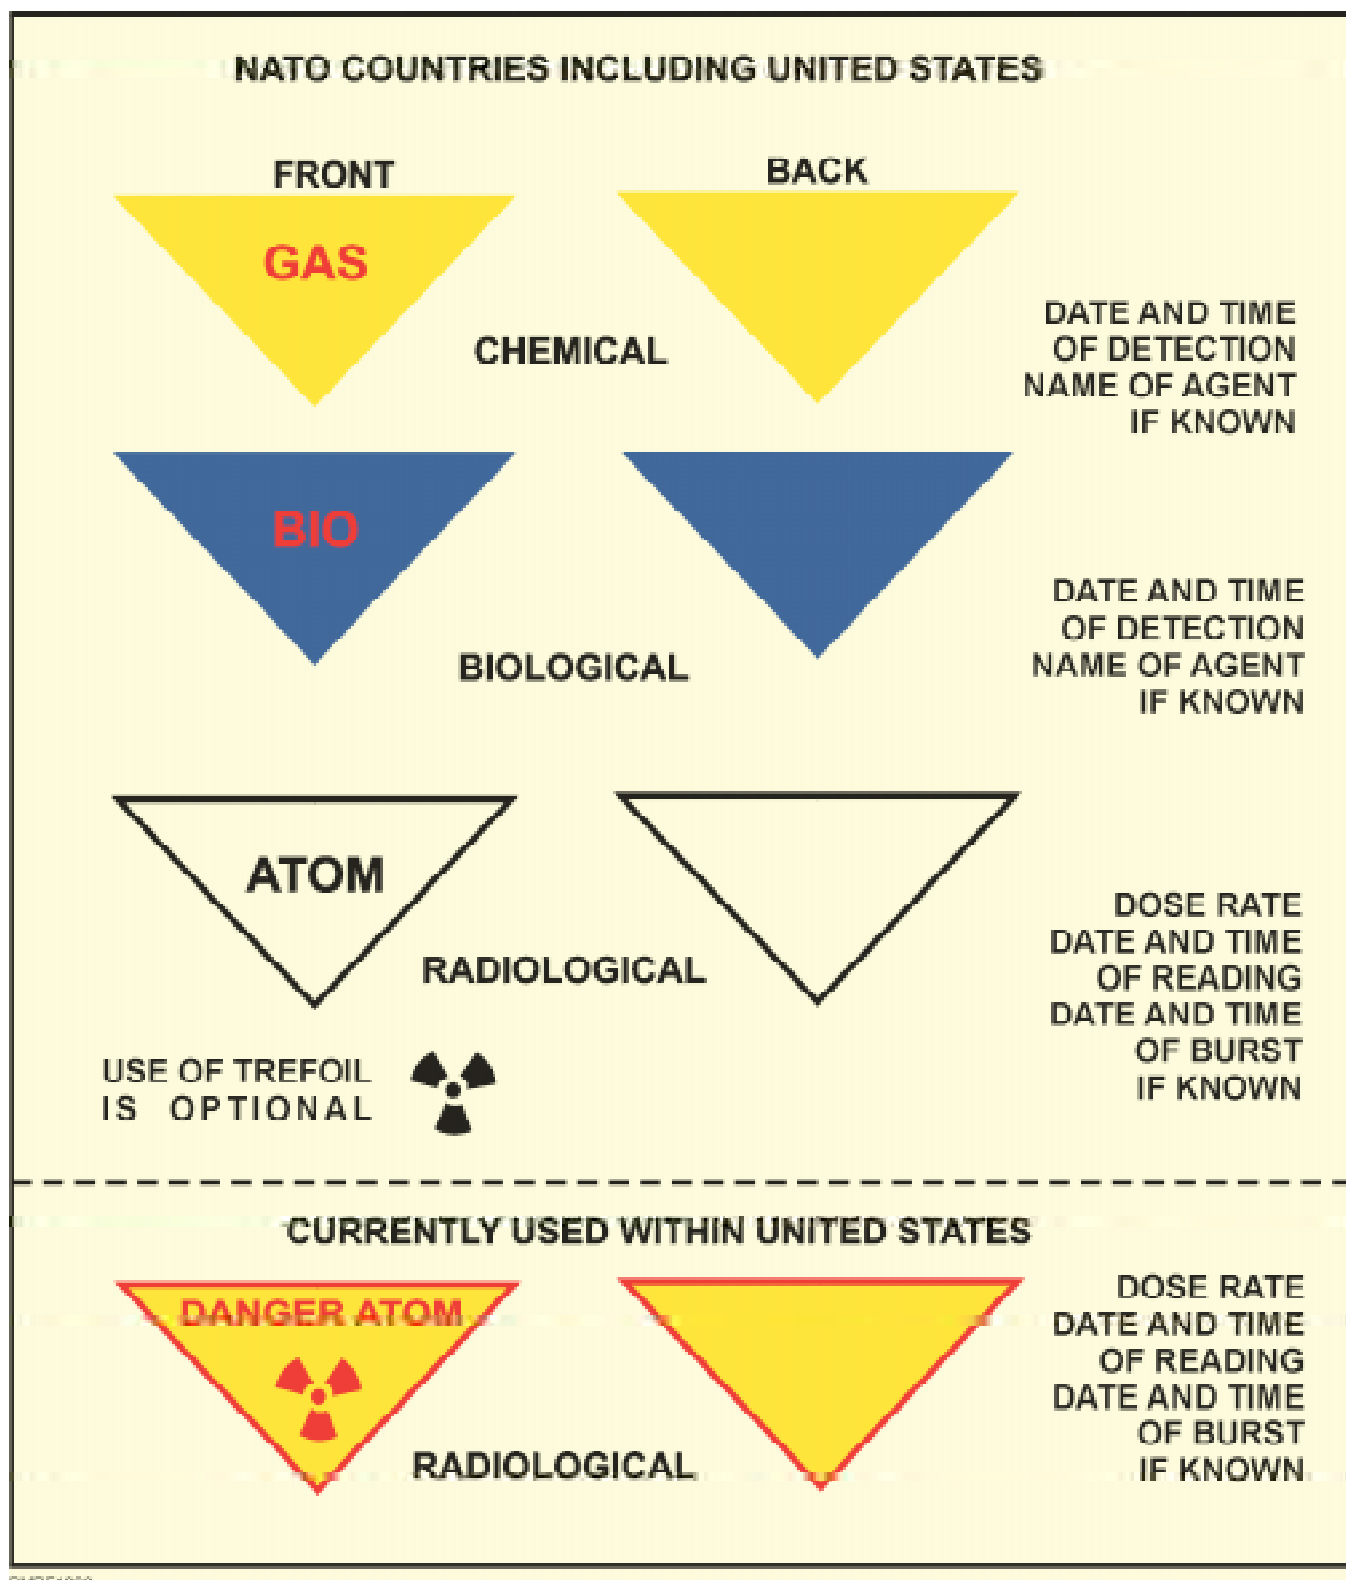 NATO COUNTRIES INCLUDING UNITED STATES
FRONT
BACK
GAS
CHEMICAL
DATE AND TIME
OF DETECTION
NAME OF AGENT
IF KNOWN
BIO
BIOLOGICAL
DATE AND TIME
OF DETECTION
NAME OF AGENT
IF KNOWN
ATOM
RADIOLOGICAL
DOSE RATE
DATE AND TIME
OF READING
DATE AND TIME
OF BURST
IF KNOWN
USE OF TREFOIL
IS OPTIONAL
CURRENTLY USED WITHIN UNITED STATES
DANGER ATOM
RADIOLOGICAL
DOSE RATE
DATE AND TIME
OF READING
DATE AND TIME
OF BURST
IF KNOWN